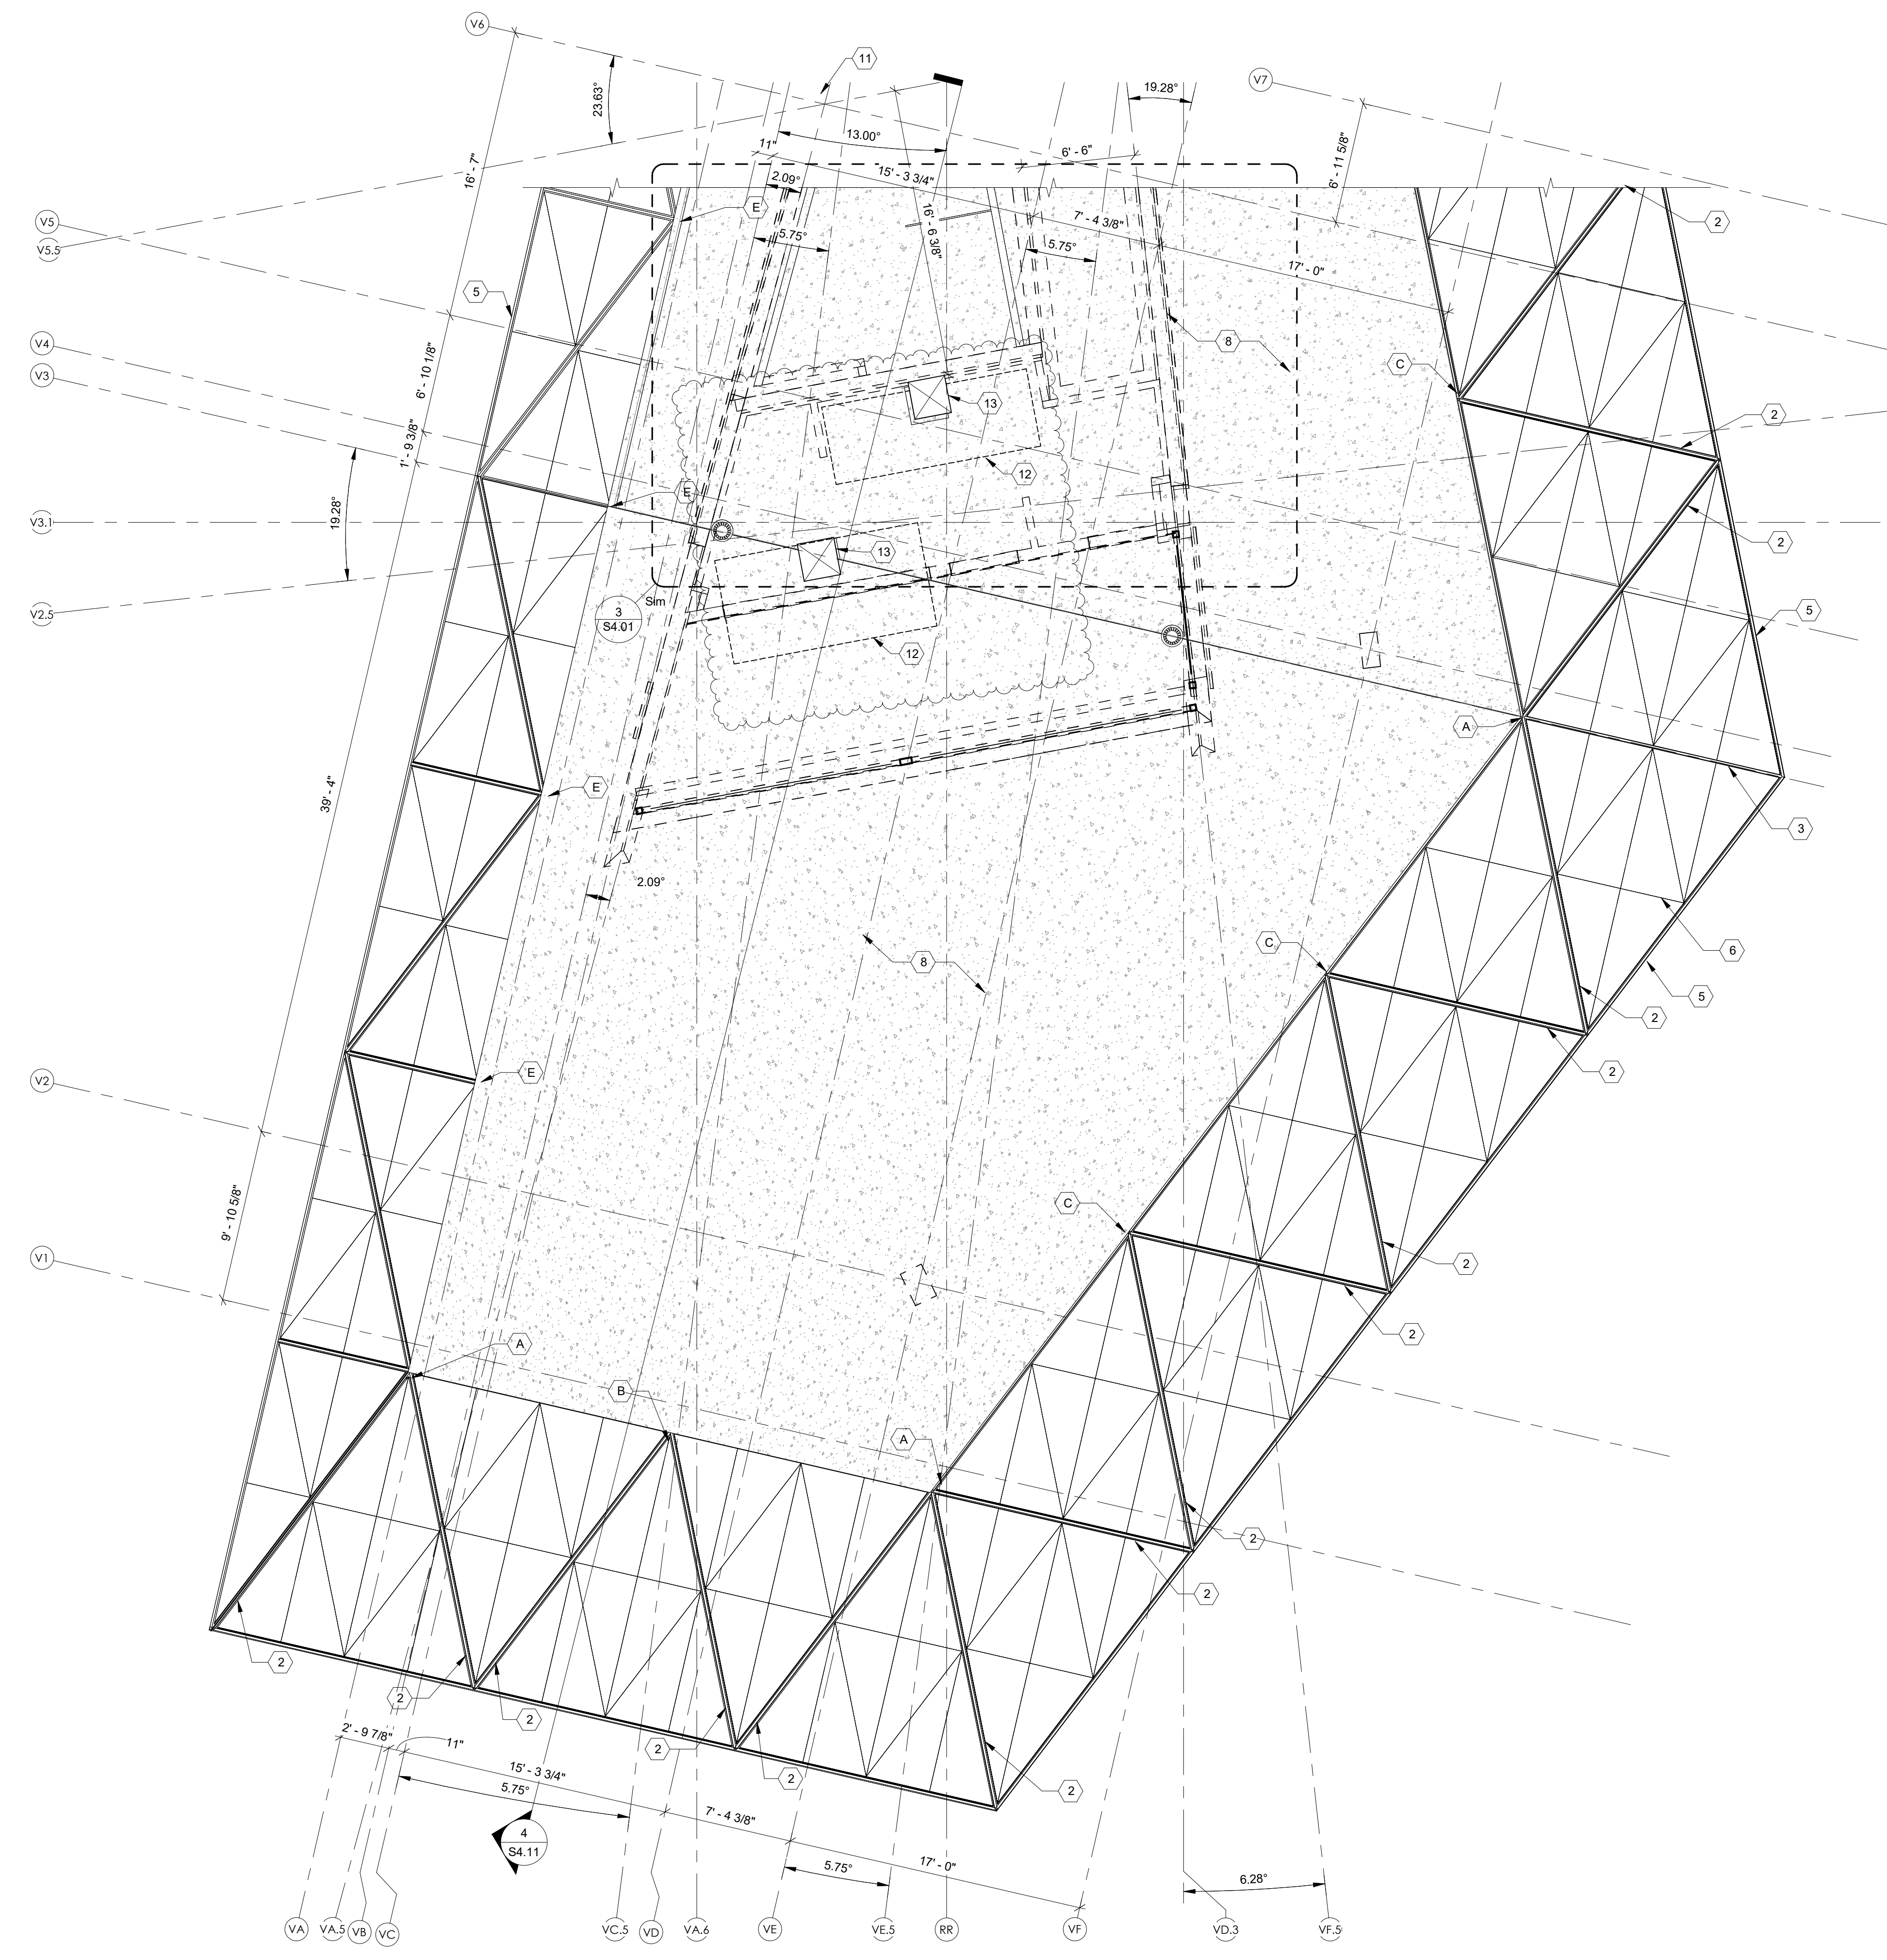 V6
11
V7
23.63°
19.28°
13.00°
11"
6' - 6"
16' - 7"
15' - 3 3/4"
6' - 11 5/8"
2.09°
E
V5
V5.5
16' - 6 3/8"
7' - 4 3/8"
2
5.75°
5.75°
17' - 0"
5
8
V4
V3
6' - 10 1/8"
C
13
2
1' - 9 3/8"
12
E
19.28°
V3.1
13
2
V2.5
Sim
3
S4.01
5
12
A
39' - 4"
E
3
2.09°
C
8
6
5
2
E
2
V2
9' - 10 5/8"
C
V1
2
A
2
B
A
2
2
2
2
2
2' - 9 7/8"
11"
2
2
2
15' - 3 3/4"
5.75°
7' - 4 3/8"
4
S4.11
5.75°
17' - 0"
6.28°
VA
VA.5
VB
VC
VC.5
VD
VA.6
VE
VE.5
RR
VF
VD.3
VF.5